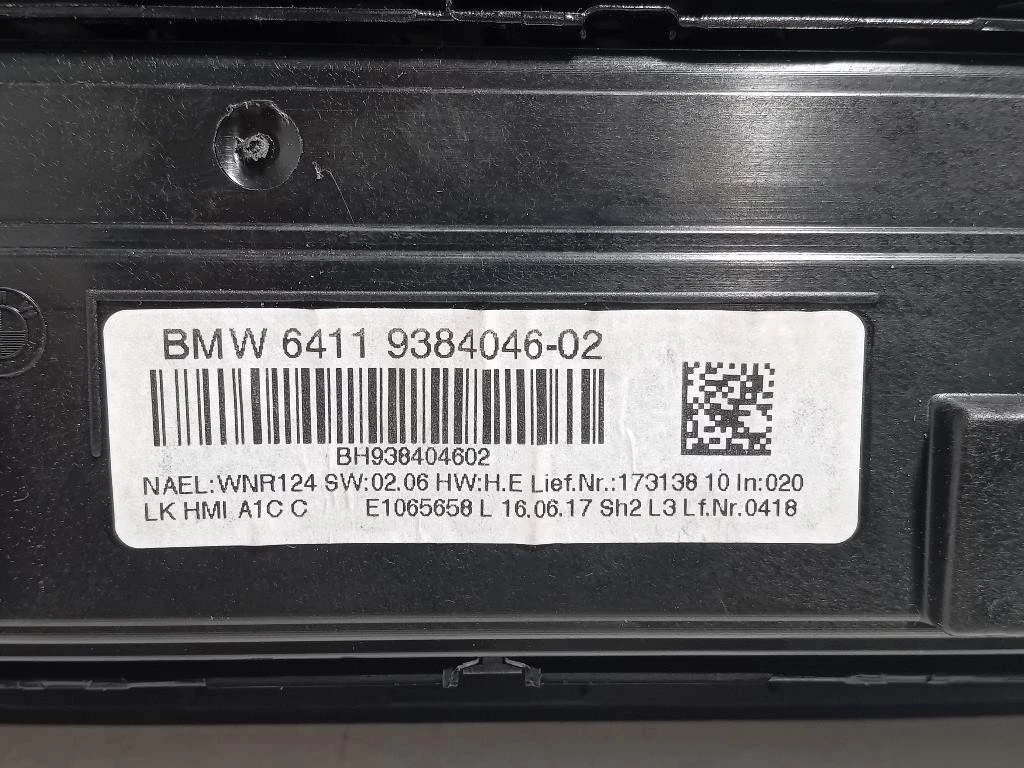 BMW 6411 9384046-02
BH938404602
NAEL:WNR124 SW:02.06 HW:H.E Lief.Nr.:173138 10 In:020
LK HMI A1C C E1065658 L 16.06.17 Sh2 L3 Lf.Nr.0418